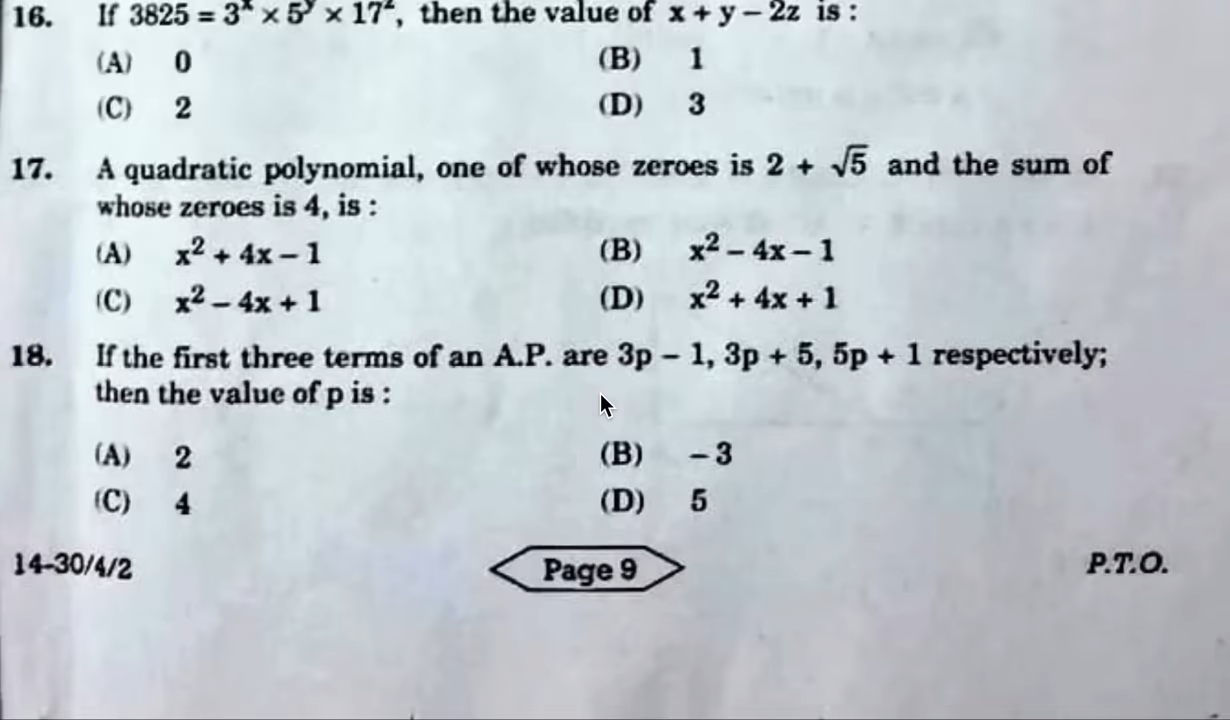 16. If 3825 = 3ˣ × 5ʸ × 17ᶻ, then the value of x + y – 2z is :
(A) 0 (B) 1
(C) 2 (D) 3
17. A quadratic polynomial, one of whose zeroes is 2 + √5 and the sum of
whose zeroes is 4, is :
(A) x² + 4x – 1 (B) x² – 4x – 1
(C) x² – 4x + 1 (D) x² + 4x + 1
18. If the first three terms of an A.P. are 3p – 1, 3p + 5, 5p + 1 respectively;
then the value of p is :
(A) 2 (B) – 3
(C) 4 (D) 5
14-30/4/2 Page 9 P.T.O.